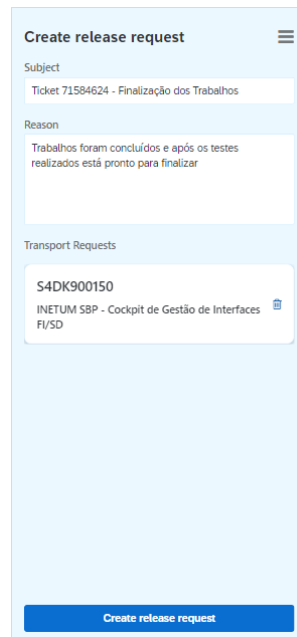 Create release request
Subject
Ticket 71584624 - Finalização dos Trabalhos
Reason
Trabalhos foram concluídos e após os testes
realizados está pronto para finalizar
Transport Requests
S4DK900150
INETUM SBP - Cockpit de Gestão de Interfaces
FI/SD
Create release request